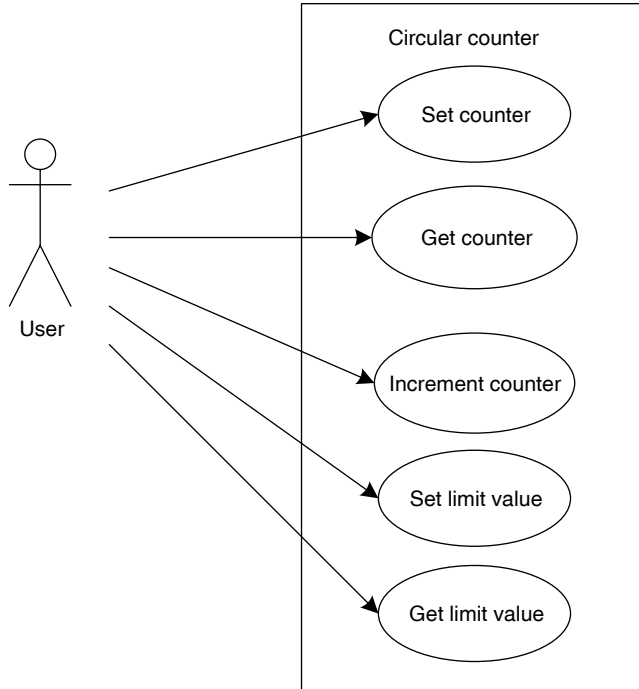 Circular counter
Set counter
Get counter
User
Increment counter
Set limit value
Get limit value